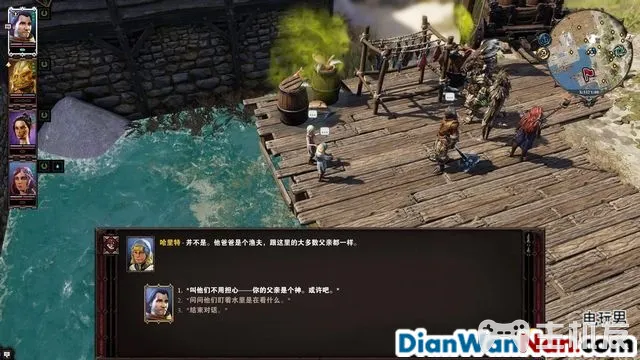 哈里特 - 并不是。他爸爸是个渔夫，跟这里的大多数父亲都一样。
1. "叫他们不用担心——你的父亲是个神。或许吧。"
2. "问问他们盯着水里是在看什么。"
3. "结束对话。"
电玩男
DianWanNan.com